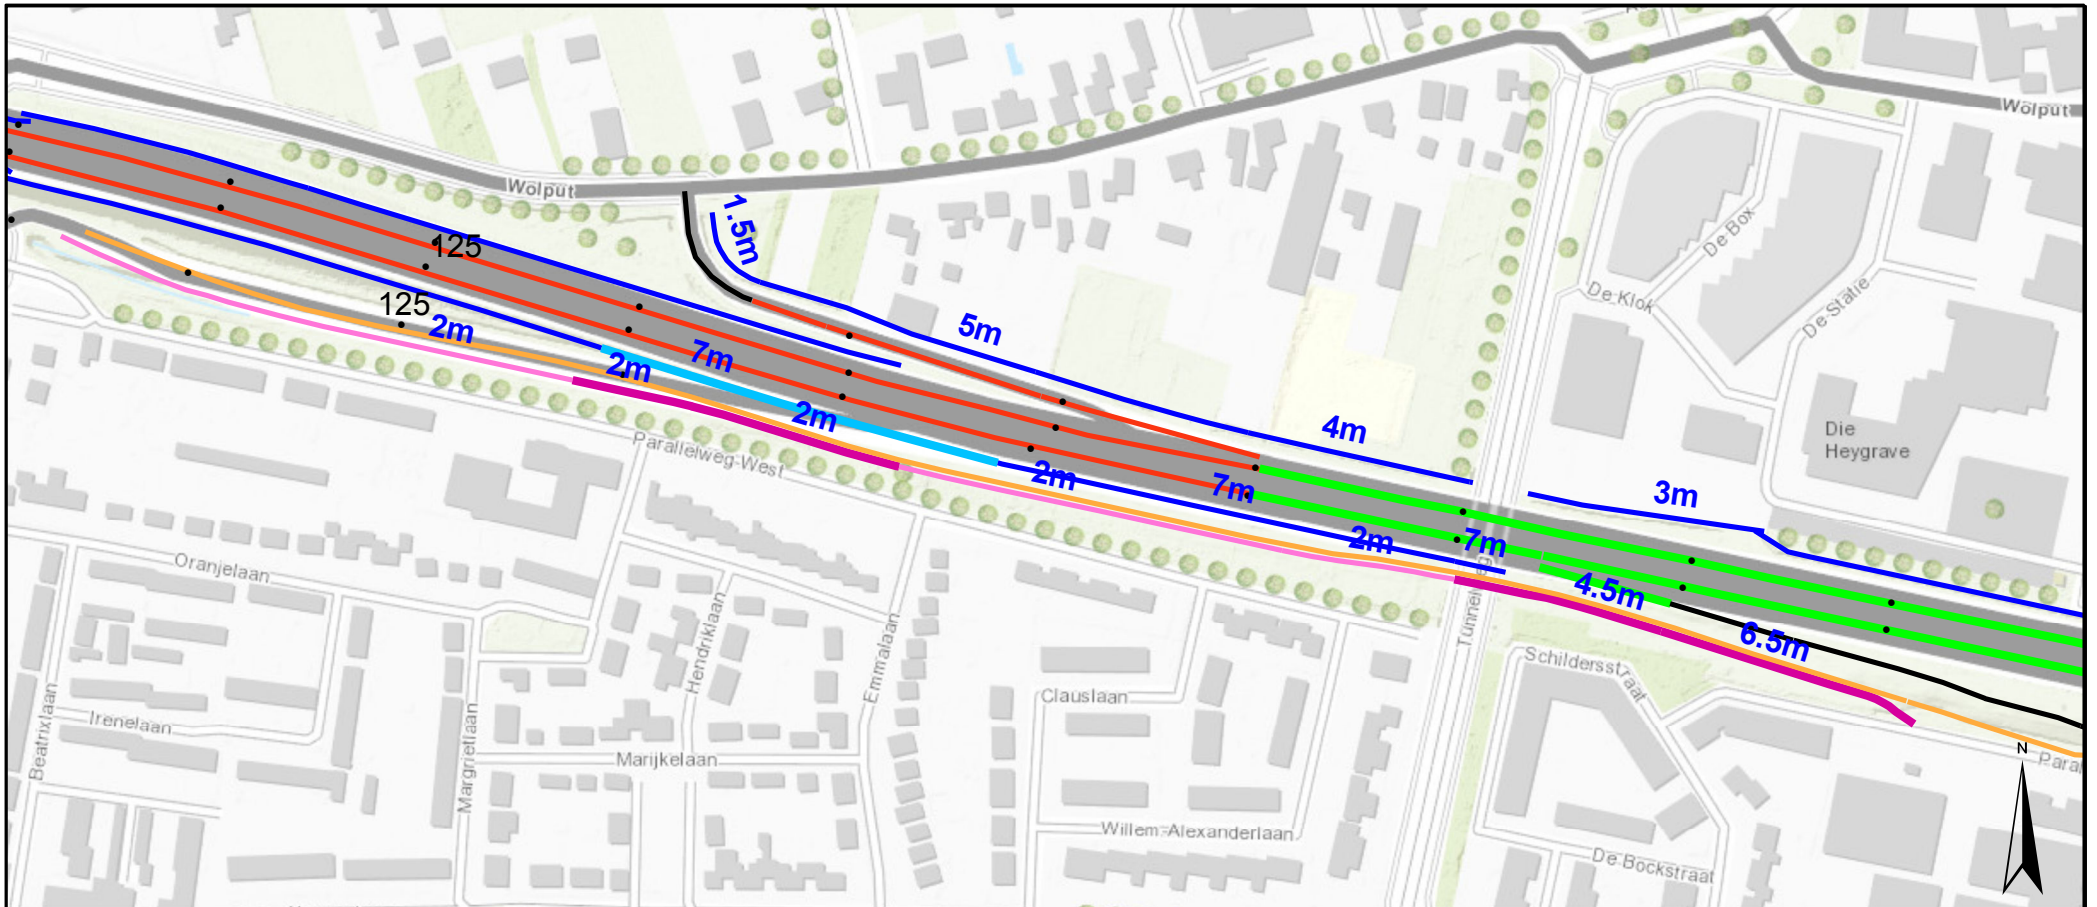 Wolput
Wolput
1.5m
De Box
125
De Klok
De Statie
125
2m
5m
7m
2m
2m
4m
Die
Heygrave
Parallelweg-West
2m
7m
3m
2m
7m
4.5m
Oranjelaan
Hendriklaan
Emmalaan
6.5m
Schildersstraat
Clauslaan
Irenelaan
Beatrixlaan
Margrietlaan
Marijkelaan
N
Willem-Alexanderlaan
De Bockstraat